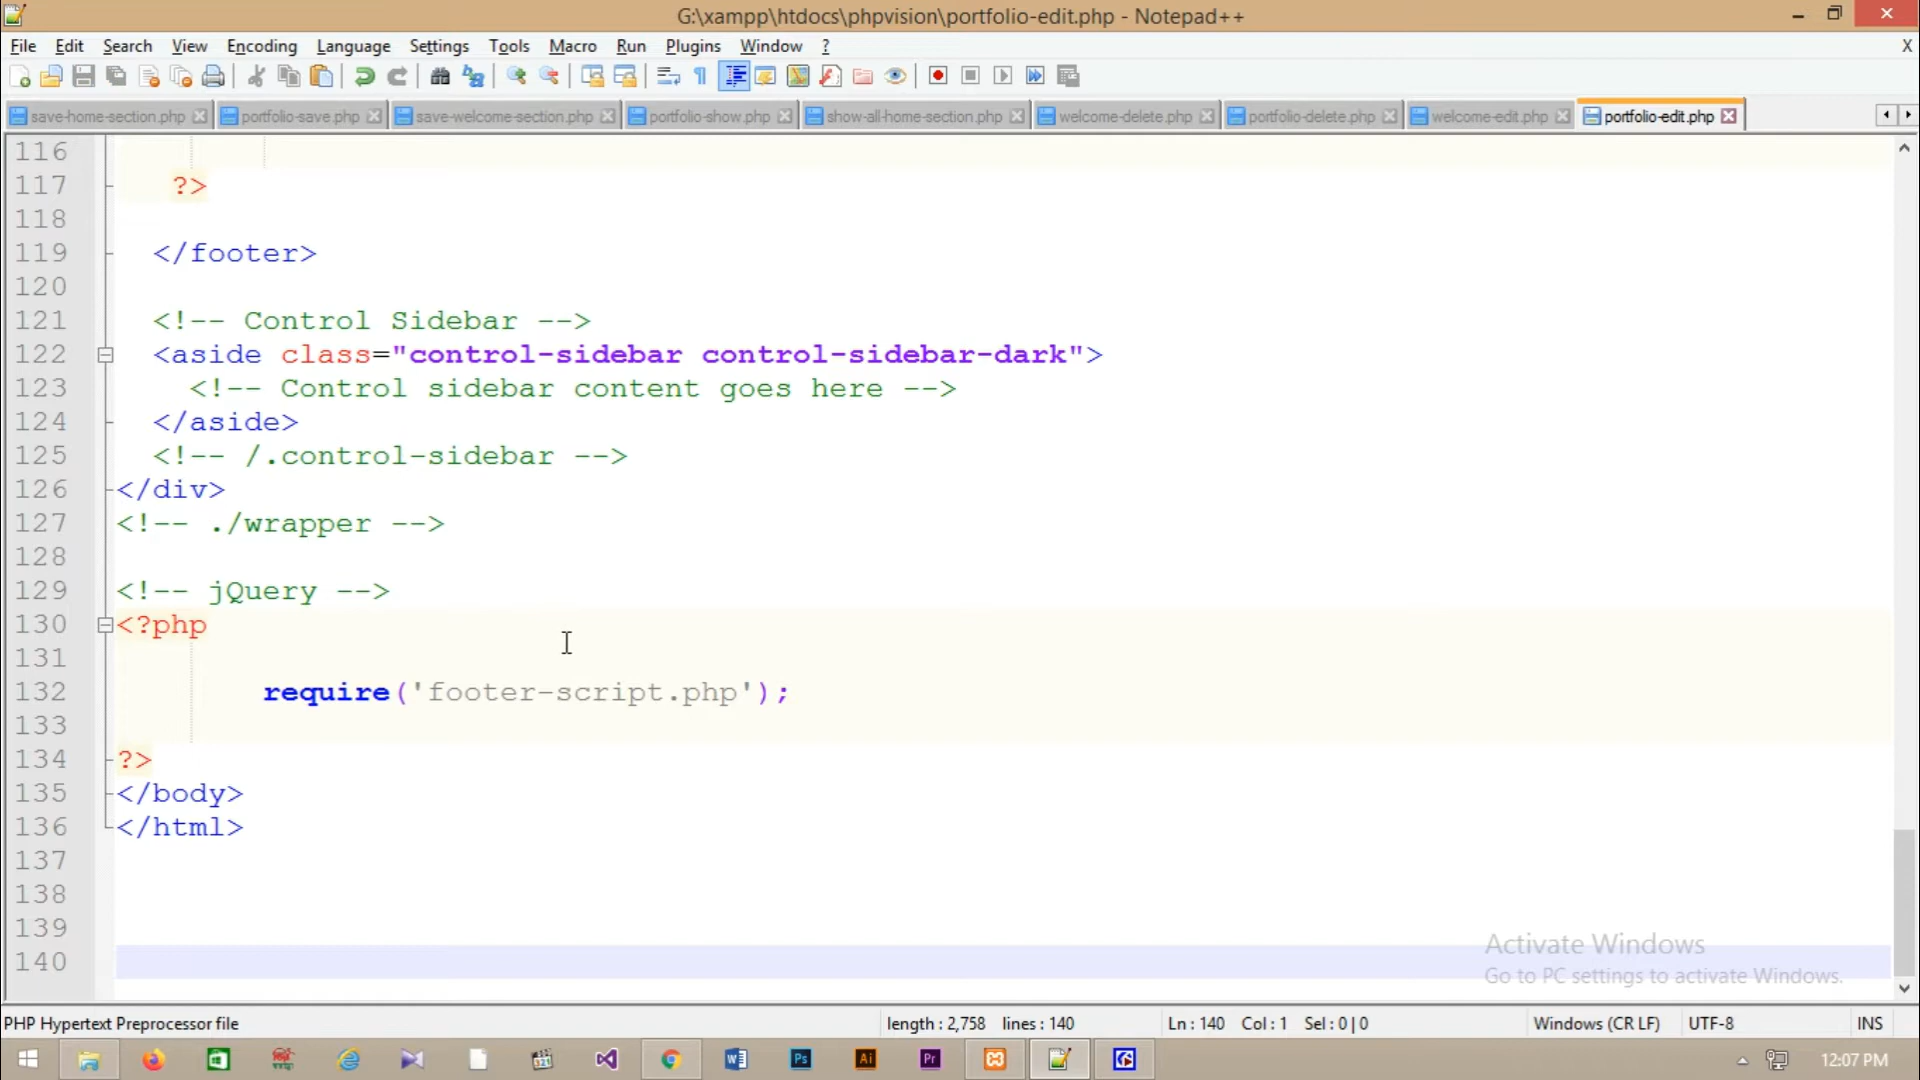 G:\xampp\htdocs\phpvision\portfolio-edit.php - Notepad++
File Edit Search View Encoding Language Settings Tools Macro Run Plugins Window ? X
save-home-section.php portfolio-save.php save-welcome-section.php portfolio-show.php show-all-home-section.php welcome-delete.php portfolio-delete.php welcome-edit.php portfolio-edit.php
116
117 ?>
118
119 </footer>
120
121 <!-- Control Sidebar -->
122 <aside class="control-sidebar control-sidebar-dark">
123 <!-- Control sidebar content goes here -->
124 </aside>
125 <!-- /.control-sidebar -->
126 </div>
127 <!-- ./wrapper -->
128
129 <!-- jQuery -->
130 <?php
131
132 require('footer-script.php');
133
134 ?>
135 </body>
136 </html>
137
138
139
140
Activate Windows
Go to PC settings to activate Windows.
PHP Hypertext Preprocessor file length : 2,758 lines : 140 Ln : 140 Col : 1 Sel : 0 | 0 Windows (CR LF) UTF-8 INS
Ps Ai Pr 12:07 PM